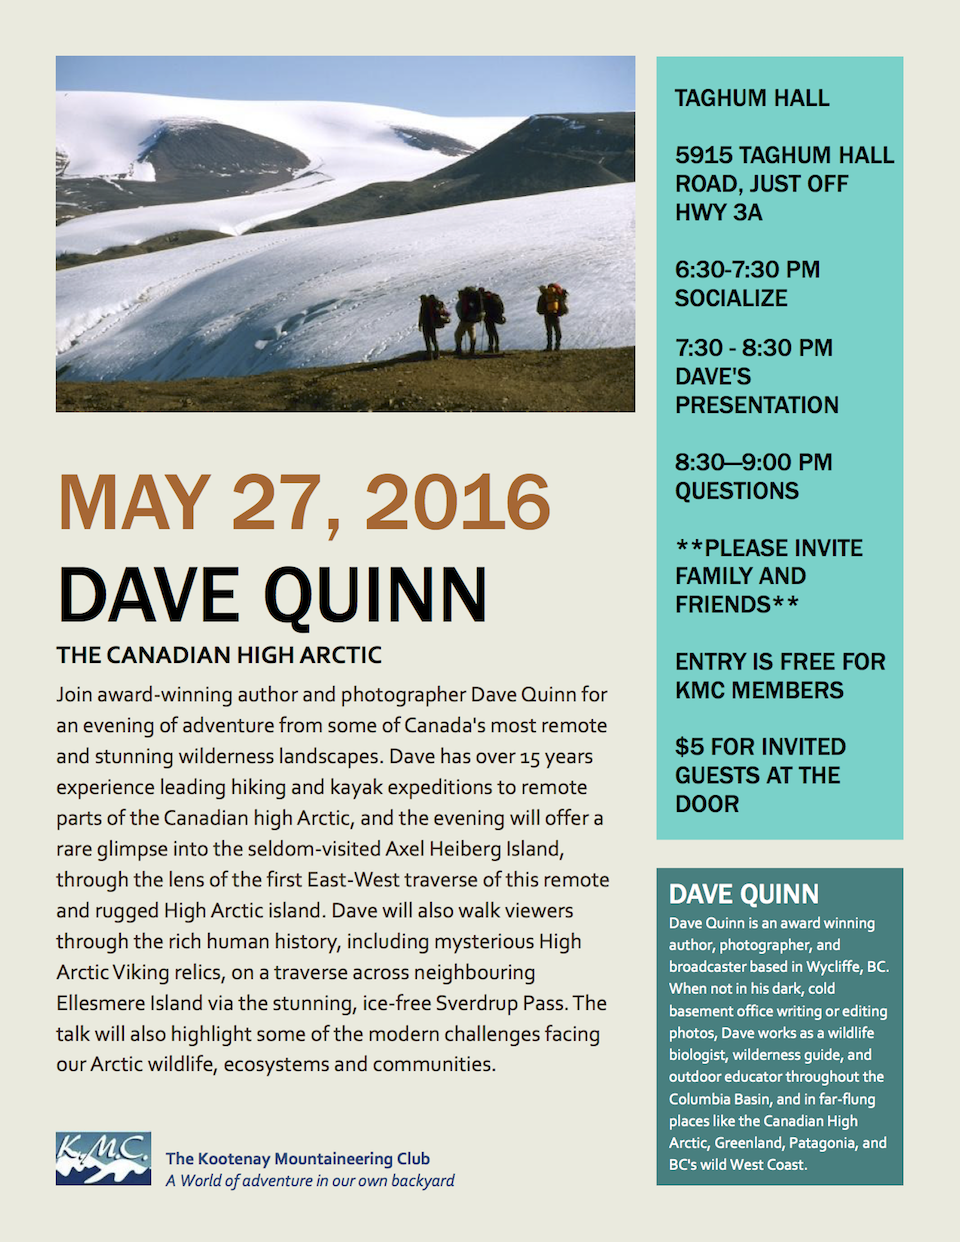 TAGHUM HALL
5915 TAGHUM HALL
ROAD, JUST OFF
HWY 3A
6:30-7:30 PM
SOCIALIZE
7:30 - 8:30 PM
DAVE'S
PRESENTATION
8:30—9:00 PM
QUESTIONS
**PLEASE INVITE
FAMILY AND
FRIENDS**
ENTRY IS FREE FOR
KMC MEMBERS
$5 FOR INVITED
GUESTS AT THE
DOOR
MAY 27, 2016
DAVE QUINN
THE CANADIAN HIGH ARCTIC
Join award-winning author and photographer Dave Quinn for
an evening of adventure from some of Canada's most remote
and stunning wilderness landscapes. Dave has over 15 years
experience leading hiking and kayak expeditions to remote
parts of the Canadian high Arctic, and the evening will offer a
rare glimpse into the seldom-visited Axel Heiberg Island,
through the lens of the first East-West traverse of this remote
and rugged High Arctic island. Dave will also walk viewers
through the rich human history, including mysterious High
Arctic Viking relics, on a traverse across neighbouring
Ellesmere Island via the stunning, ice-free Sverdrup Pass. The
talk will also highlight some of the modern challenges facing
our Arctic wildlife, ecosystems and communities.
DAVE QUINN
Dave Quinn is an award winning
author, photographer, and
broadcaster based in Wycliffe, BC.
When not in his dark, cold
basement office writing or editing
photos, Dave works as a wildlife
biologist, wilderness guide, and
outdoor educator throughout the
Columbia Basin, and in far-flung
places like the Canadian High
Arctic, Greenland, Patagonia, and
BC's wild West Coast.
K.M.C.
The Kootenay Mountaineering Club
A World of adventure in our own backyard